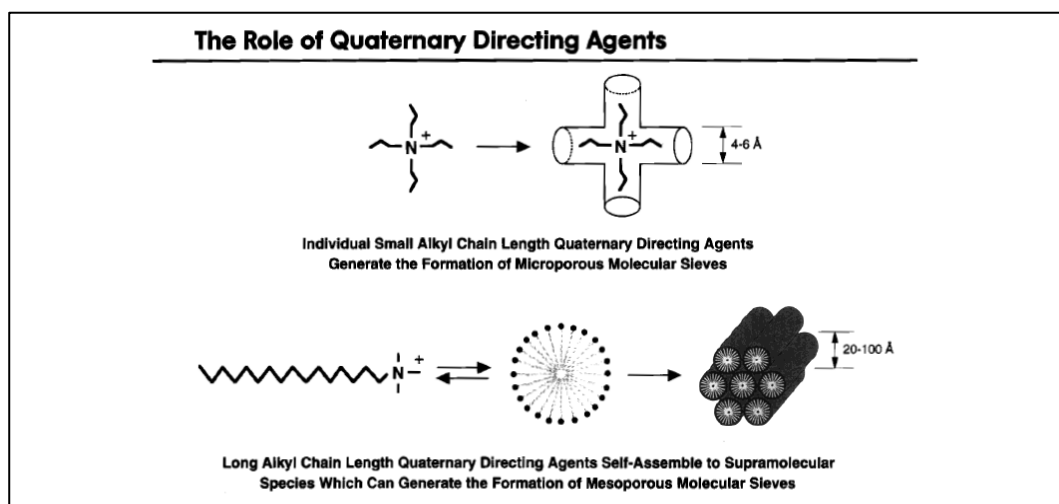 The Role of Quaternary Directing Agents
N
+
N
+
4-6 Å
Individual Small Alkyl Chain Length Quaternary Directing Agents
Generate the Formation of Microporous Molecular Sieves
N
+
20-100 Å
Long Alkyl Chain Length Quaternary Directing Agents Self-Assemble to Supramolecular
Species Which Can Generate the Formation of Mesoporous Molecular Sieves